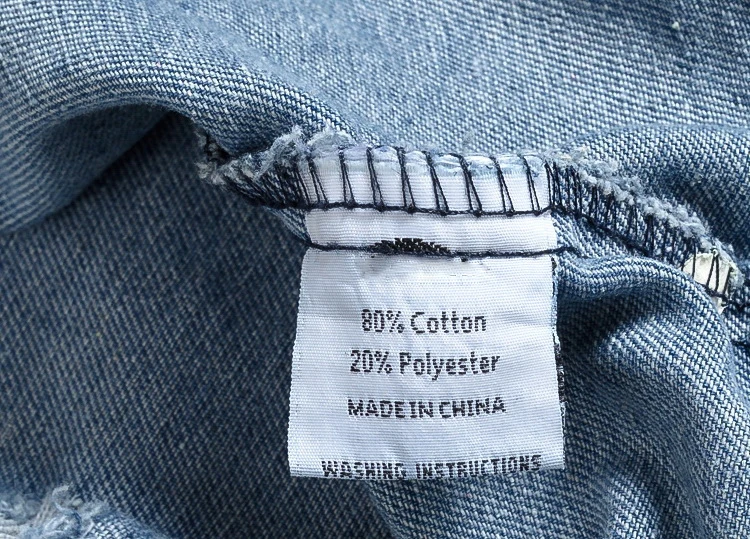 80% Cotton
20% Polyester
MADE IN CHINA
WASHING INSTRUCTIONS